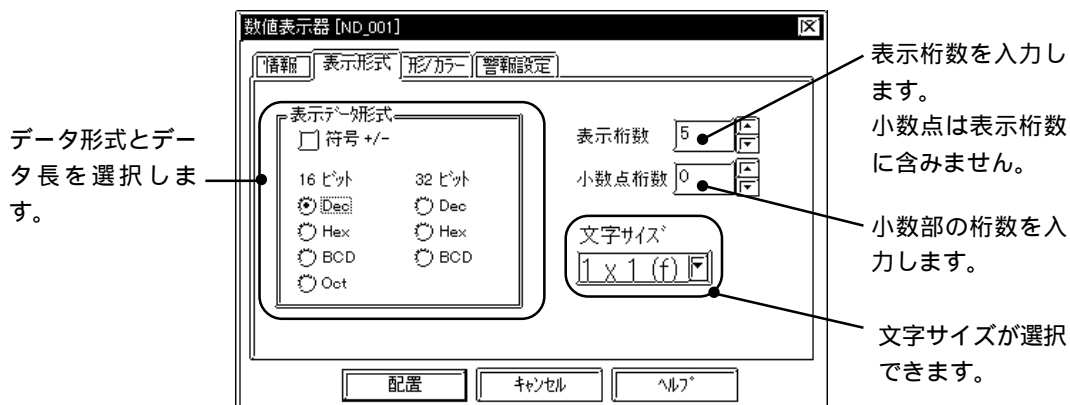 数値表示器 [ND_001]
情報 表示形式 形/カラー 警報設定
表示データ形式
符号 +/-
16 ビット 32 ビット
Dec Dec
Hex Hex
BCD BCD
Oct
表示桁数 5
小数点桁数 0
文字サイズ
1 x 1 (f)
配置 キャンセル ヘルプ
データ形式とデー
タ長を選択しま
す。
表示桁数を入力し
ます。
小数点は表示桁数
に含みません。
小数部の桁数を入
力します。
文字サイズが選択
できます。